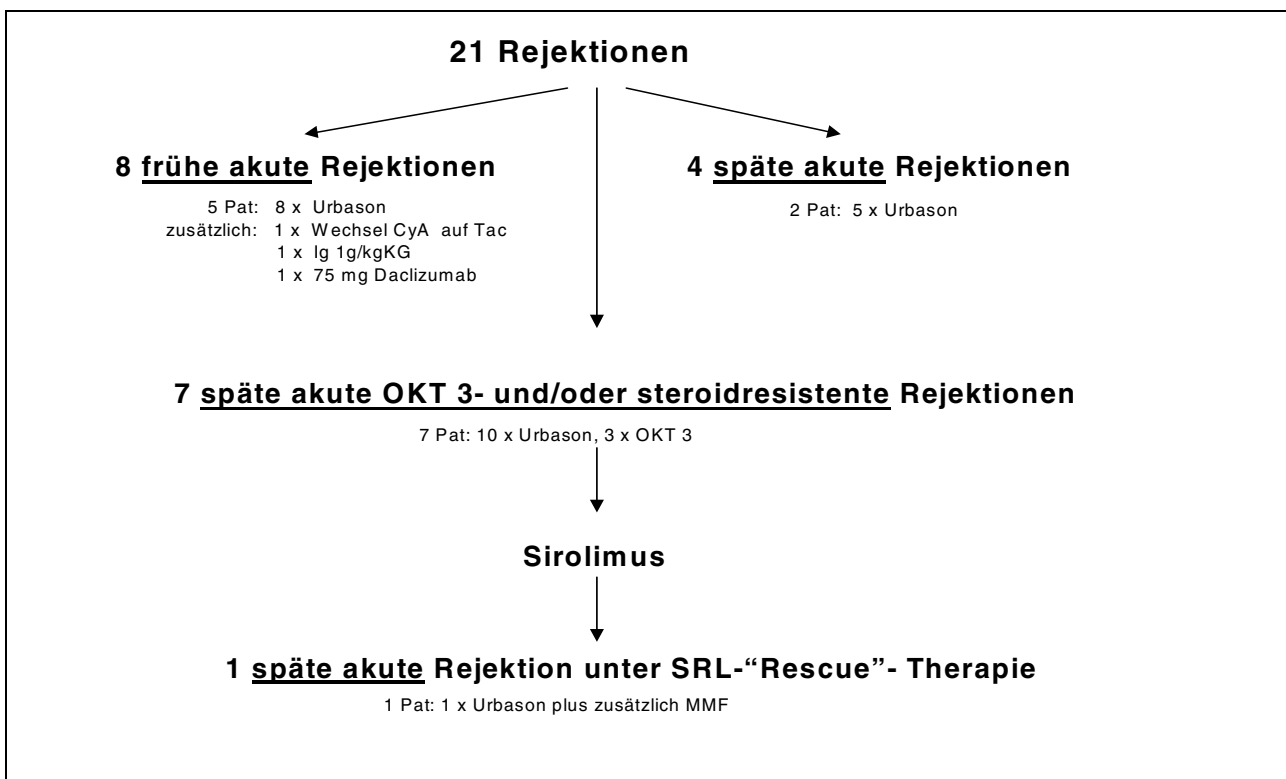 21 Rejektionen
8 frühe akute Rejektionen
5 Pat: 8 x Urbason
zusätzlich: 1 x Wechsel CyA auf Tac
1 x Ig 1g/kgKG
1 x 75 mg Daclizumab
4 späte akute Rejektionen
2 Pat: 5 x Urbason
7 späte akute OKT 3- und/oder steroidresistente Rejektionen
7 Pat: 10 x Urbason, 3 x OKT 3
Sirolimus
1 späte akute Rejektion unter SRL-“Rescue”- Therapie
1 Pat: 1 x Urbason plus zusätzlich MMF